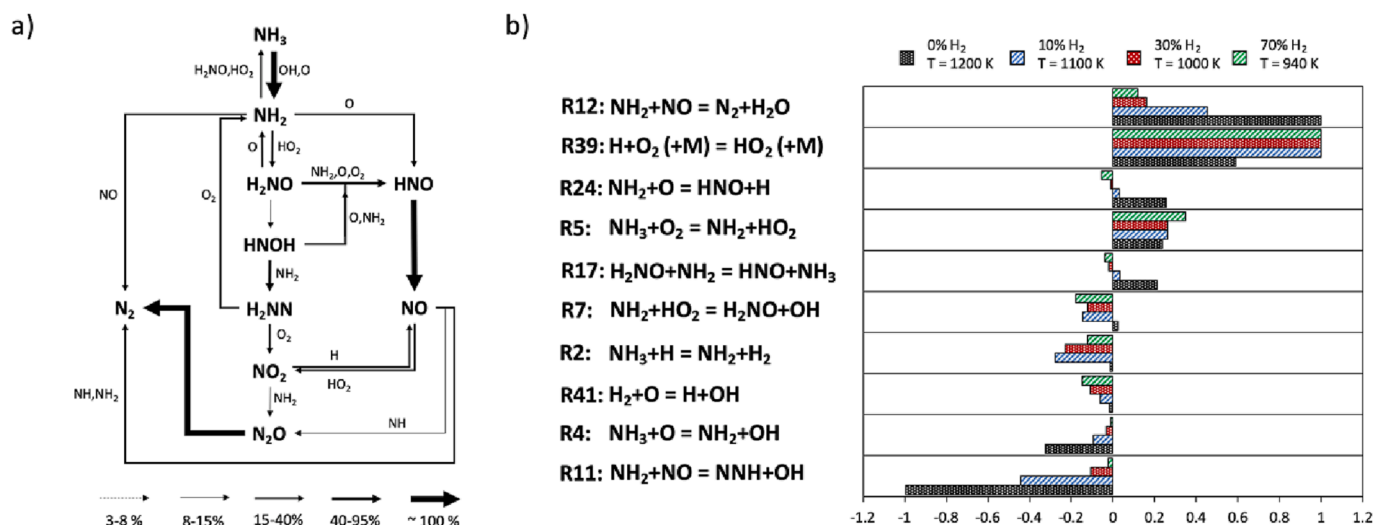 a)
NH3
H2NO,HO2
OH,O
O
NH2
O
HO2
NH2,O,O2
H2NO
HNO
NO
O2
O,NH2
HNOH
NH2
N2
H2NN
NO
O2
H
NO2
HO2
NH,NH2
NH2
NH
N2O
3-8 %
8-15%
15-40%
40-95%
~ 100 %
b)
0% H2
T = 1200 K
10% H2
T = 1100 K
30% H2
T = 1000 K
70% H2
T = 940 K
R12: NH2+NO = N2+H2O
R39: H+O2 (+M) = HO2 (+M)
R24: NH2+O = HNO+H
R5: NH3+O2 = NH2+HO2
R17: H2NO+NH2 = HNO+NH3
R7: NH2+HO2 = H2NO+OH
R2: NH3+H = NH2+H2
R41: H2+O = H+OH
R4: NH3+O = NH2+OH
R11: NH2+NO = NNH+OH
-1.2 -1 -0.8 -0.6 -0.4 -0.2 0 0.2 0.4 0.6 0.8 1 1.2